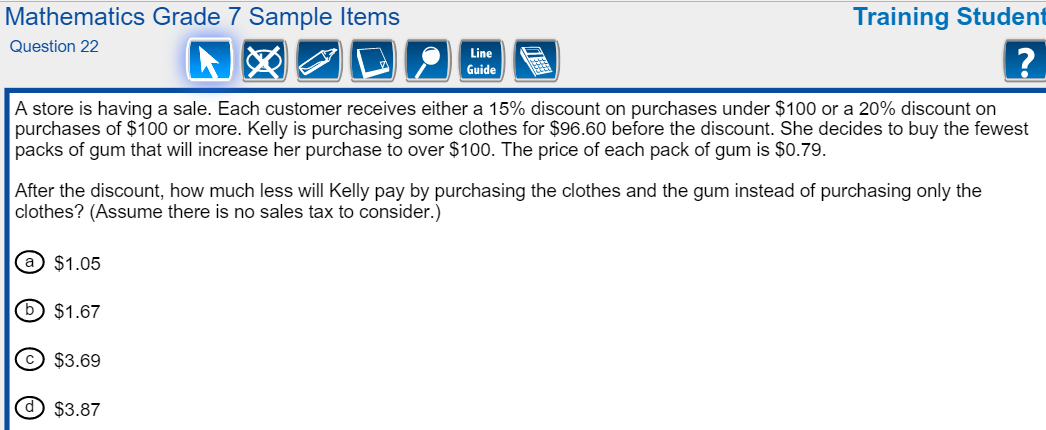 Mathematics Grade 7 Sample Items
Training Student
Question 22
Line
Guide
?
A store is having a sale. Each customer receives either a 15% discount on purchases under $100 or a 20% discount on
purchases of $100 or more. Kelly is purchasing some clothes for $96.60 before the discount. She decides to buy the fewest
packs of gum that will increase her purchase to over $100. The price of each pack of gum is $0.79.
After the discount, how much less will Kelly pay by purchasing the clothes and the gum instead of purchasing only the
clothes? (Assume there is no sales tax to consider.)
a $1.05
b $1.67
c $3.69
d $3.87